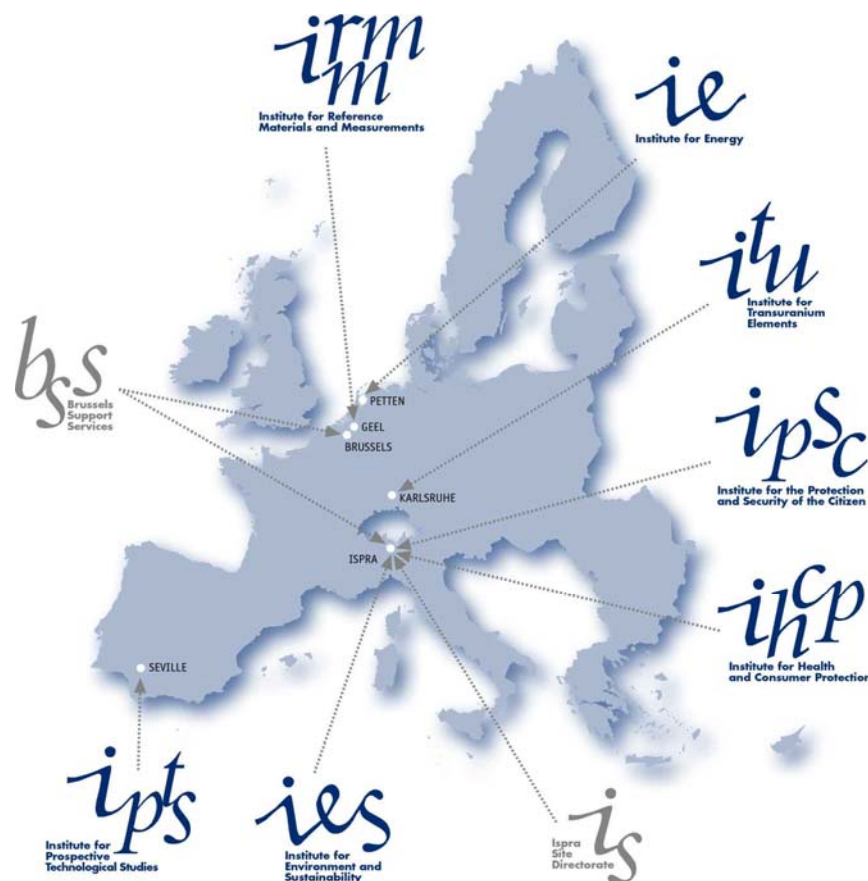 irmm
Institute for Reference
Materials and Measurements
ie
Institute for Energy
itu
Institute for
Transuranium
Elements
bss
Brussels
Support
Services
PETTEN
GEEL
BRUSSELS
ipsc
Institute for the Protection
and Security of the Citizen
KARLSRUHE
ISPRA
ihcp
Institute for Health
and Consumer Protection
SEVILLE
ipts
Institute for
Prospective
Technological Studies
ies
Institute for
Environment and
Sustainability
is
Ispra
Site
Directorate